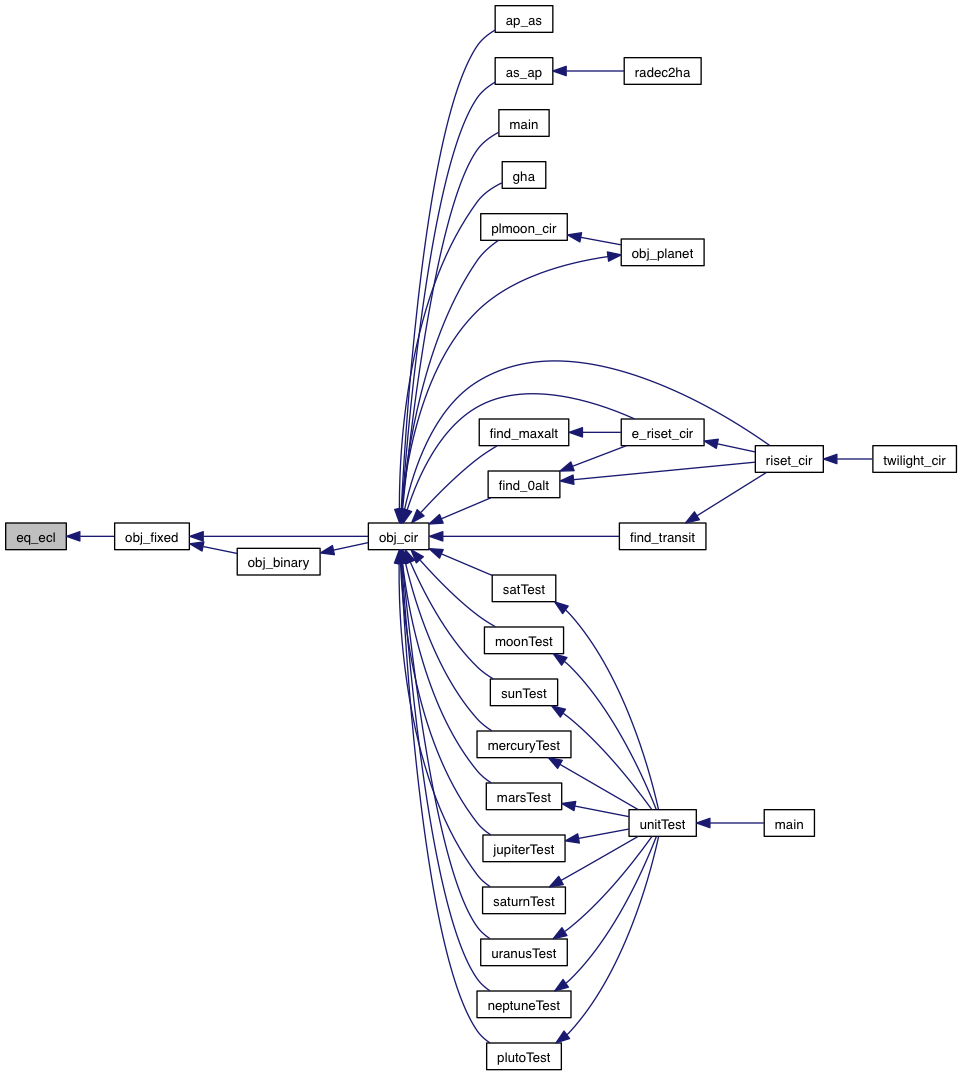 ap_as
as_ap
radec2ha
main
gha
plmoon_cir
obj_planet
find_maxalt
e_riset_cir
riset_cir
twilight_cir
find_0alt
eq_ecl
obj_fixed
obj_cir
find_transit
obj_binary
satTest
moonTest
sunTest
mercuryTest
marsTest
unitTest
main
jupiterTest
saturnTest
uranusTest
neptuneTest
plutoTest